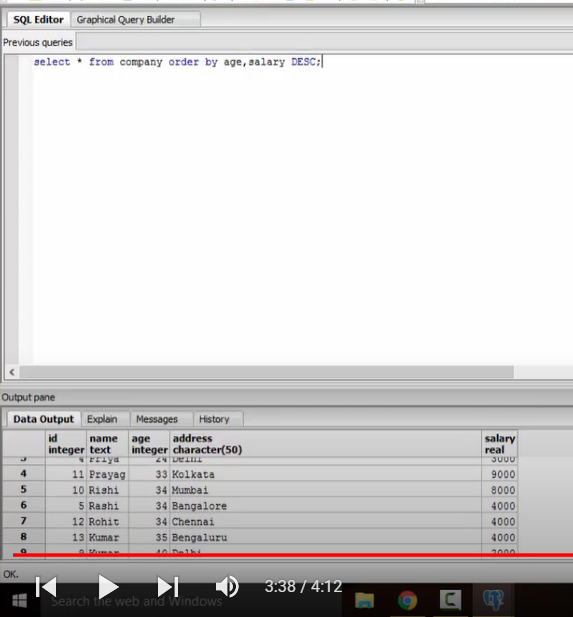 SQL Editor Graphical Query Builder
Previous queries
select * from company order by age,salary DESC;
Output pane
Data Output Explain Messages History
id name age address salary
integer text integer character(50) real
3 4 Priya 24 Delhi 5000
4 11 Prayag 33 Kolkata 9000
5 10 Rishi 34 Mumbai 8000
6 5 Rashi 34 Bangalore 4000
7 12 Rohit 34 Chennai 4000
8 13 Kumar 35 Bengaluru 4000
9 9 Kumar 40 Delhi 2000
OK.
3:38 / 4:12
Search the web and Windows